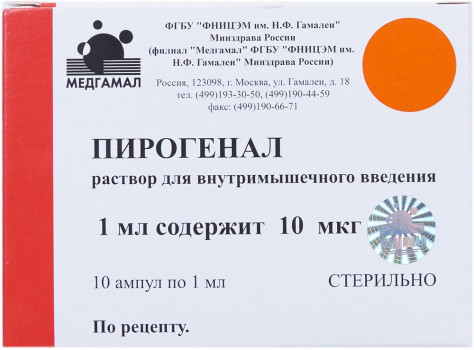 ФГБУ "ФНИЦЭМ им. Н.Ф. Гамалеи"
Минздрава России
(филиал "Медгамал" ФГБУ "ФНИЦЭМ им.
Н.Ф. Гамалеи" Минздрава России)
МЕДГАМАЛ
Россия, 123098, г. Москва, ул. Гамалеи, д. 18
тел. (499)193-30-50, (499)190-44-59
факс: (499)190-66-71
ПИРОГЕНАЛ
раствор для внутримышечного введения
1 мл содержит 10 мкг
10 ампул по 1 мл
СТЕРИЛЬНО
По рецепту.